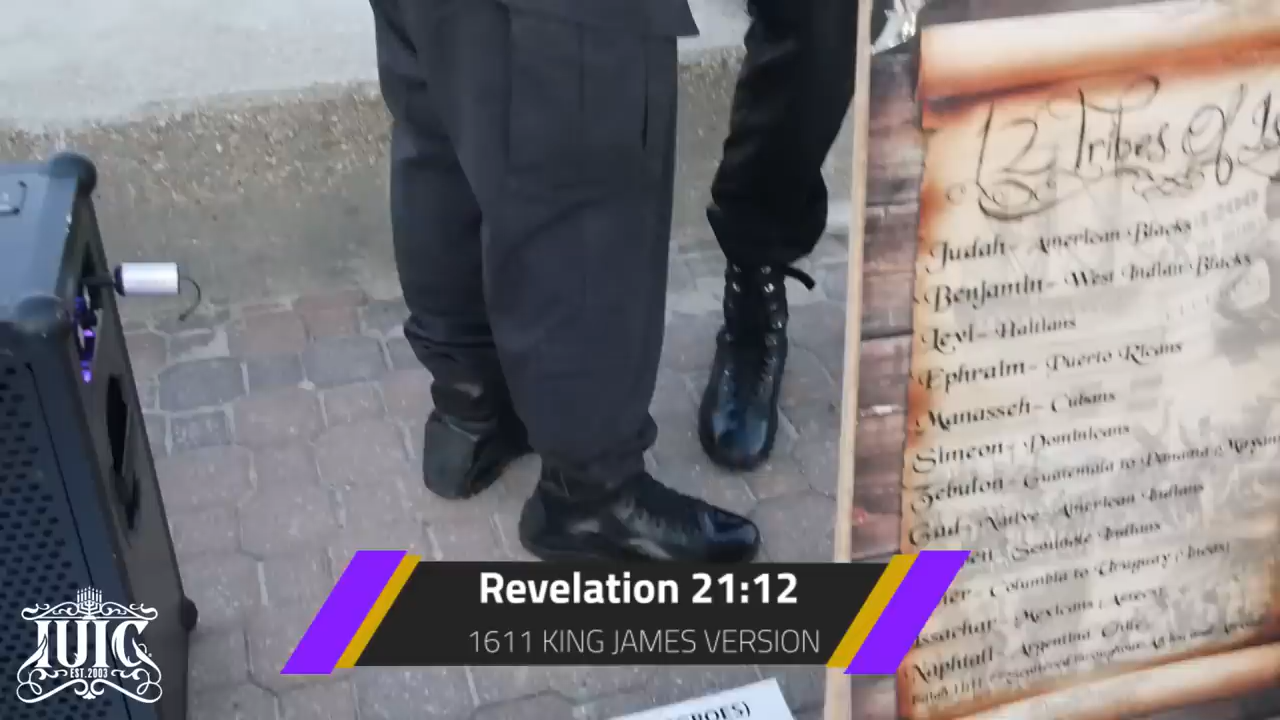 12 Tribes Of
Judah- American Blacks
Benjamin- West Indian Blacks
Levi- Haitians
Ephraim- Puerto Ricans
Manasseh- Cubans
Simeon- Dominicans
Zebulon- Guatemala to Panama
Gad- Native American Indians
Seminole Indians
Columbia to Uruguay
Issachar- Mexicans
Naphtali- Argentina Chile
Revelation 21:12
1611 KING JAMES VERSION
IUIC
EST. 2003